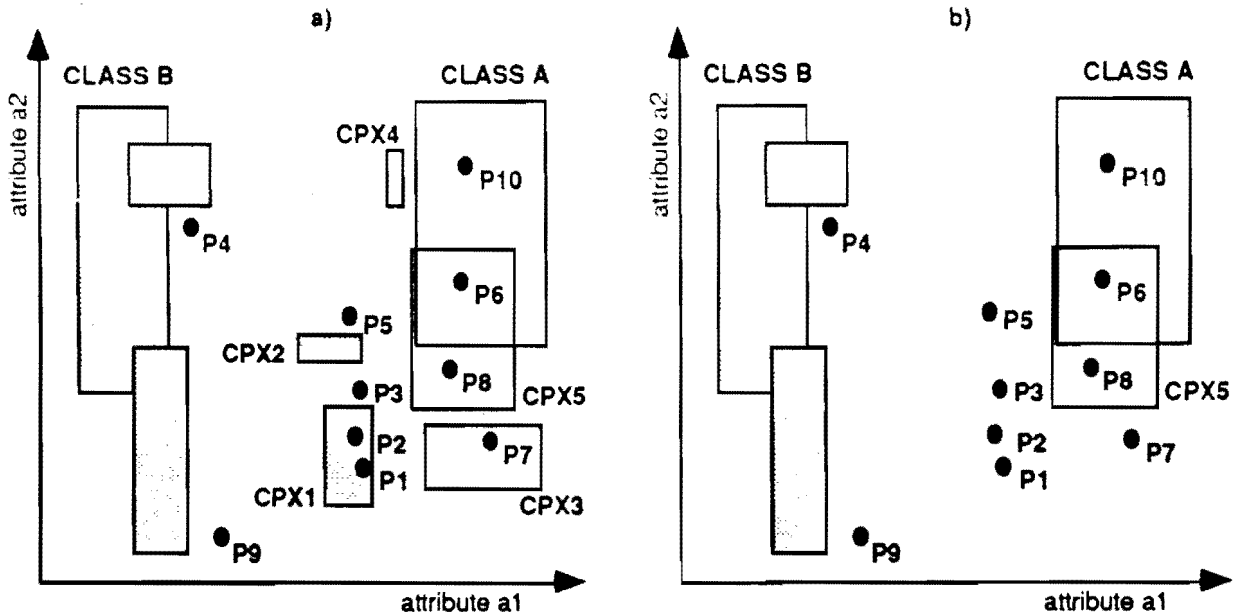 a)
CLASS B
CLASS A
attribute a2
CPX4
P10
P4
P6
P5
CPX2
P8
P3
CPX5
P2
P7
P1
CPX1
CPX3
P9
attribute a1
b)
CLASS B
CLASS A
attribute a2
P10
P4
P6
P5
P8
P3
CPX5
P2
P7
P1
P9
attribute a1